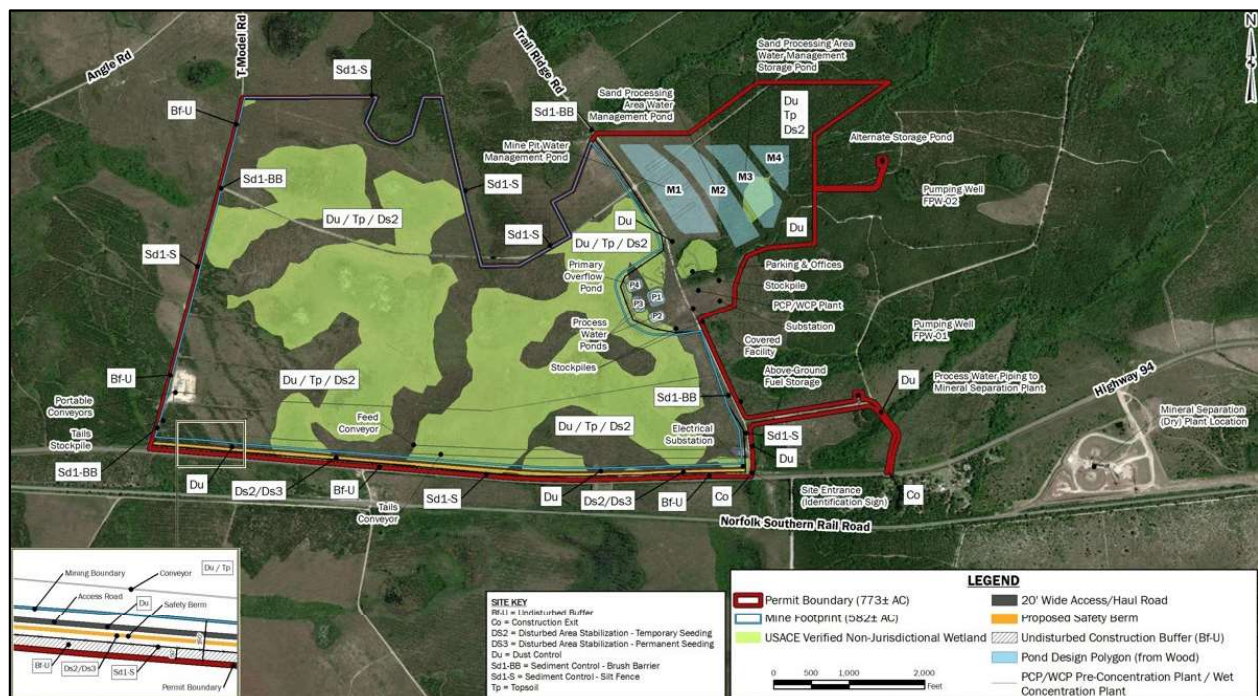 N
Angle Rd
T-Model Rd
Trail Ridge Rd
Sand Processing Area
Water Management
Storage Pond
Sd1-S
Sand Processing
Area Water
Management Pond
Du
Tp
Ds2
Bf-U
Sd1-BB
Alternate Storage Pond
Mine Pit Water
Management Pond
M1
M2
M3
M4
Sd1-BB
Sd1-S
Pumping Well
FPW-02
Du / Tp / Ds2
Du
Du
Sd1-S
Du / Tp / Ds2
Sd1-S
Primary
Overflow
Pond
Parking & Offices
Stockpile
P4
P1
P3
P2
PCP/WCP Plant
Process
Water
Ponds
Substation
Pumping Well
FPW-01
Stockpiles
Covered
Facility
Above-Ground
Fuel Storage
Process Water Piping to
Mineral Separation Plant
Highway 94
Bf-U
Du / Tp / Ds2
Du
Sd1-BB
Portable
Conveyors
Feed
Conveyor
Du / Tp / Ds2
Electrical
Substation
Mineral Separation
(Dry) Plant Location
Tails
Stockpile
Sd1-S
Du
Sd1-BB
Du
Ds2/Ds3
Bf-U
Sd1-S
Du
Ds2/Ds3
Bf-U
Co
Site Entrance
(Identification Sign)
Co
Tails
Conveyor
Norfolk Southern Rail Road
Mining Boundary
Conveyor
Du / Tp
Access Road
Du
Safety Berm
Bf-U
Ds2/Ds3
Sd1-S
Permit Boundary
SITE KEY
Bf-U = Undisturbed Buffer
Co = Construction Exit
DS2 = Disturbed Area Stabilization - Temporary Seeding
DS3 = Disturbed Area Stabilization - Permanent Seeding
Du = Dust Control
Sd1-BB = Sediment Control - Brush Barrier
Sd1-S = Sediment Control - Silt Fence
Tp = Topsoil
LEGEND
Permit Boundary (773± AC)
Mine Footprint (582± AC)
USACE Verified Non-Jurisdictional Wetland
20' Wide Access/Haul Road
Proposed Safety Berm
Undisturbed Construction Buffer (Bf-U)
Pond Design Polygon (from Wood)
PCP/WCP Pre-Concentration Plant / Wet
Concentration Plant
0 1,000 2,000 4,000
Feet